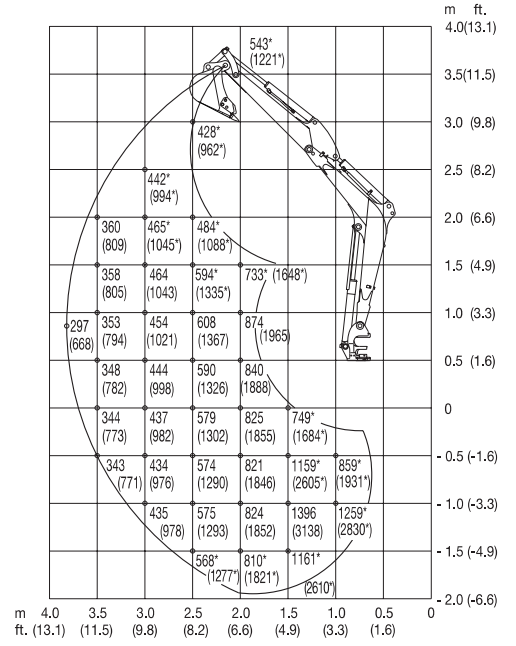 m ft.
4.0(13.1)
543*
(1221*)
3.5(11.5)
428*
(962*)
3.0 (9.8)
442*
(994*)
2.5 (8.2)
360 465* 484*
(809) (1045*) (1088*)
2.0 (6.6)
358 464 594* 733* (1648*)
(805) (1043) (1335*)
1.5 (4.9)
353 454 608 874
(794) (1021) (1367) (1965)
1.0 (3.3)
297
(668)
348 444 590 840
(782) (998) (1326) (1888)
0.5 (1.6)
344 437 579 825 749*
(773) (982) (1302) (1855) (1684*)
0
343 434 574 821 1159* 859*
(771) (976) (1290) (1846) (2605*) (1931*)
- 0.5 (-1.6)
435 575 824 1396 1259*
(978) (1293) (1852) (3138) (2830*)
- 1.0 (-3.3)
568* 810* 1161*
(1277*) (1821*) (2610*)
- 1.5 (-4.9)
- 2.0 (-6.6)
m 4.0 3.5 3.0 2.5 2.0 1.5 1.0 0.5 0
ft. (13.1) (11.5) (9.8) (8.2) (6.6) (4.9) (3.3) (1.6)